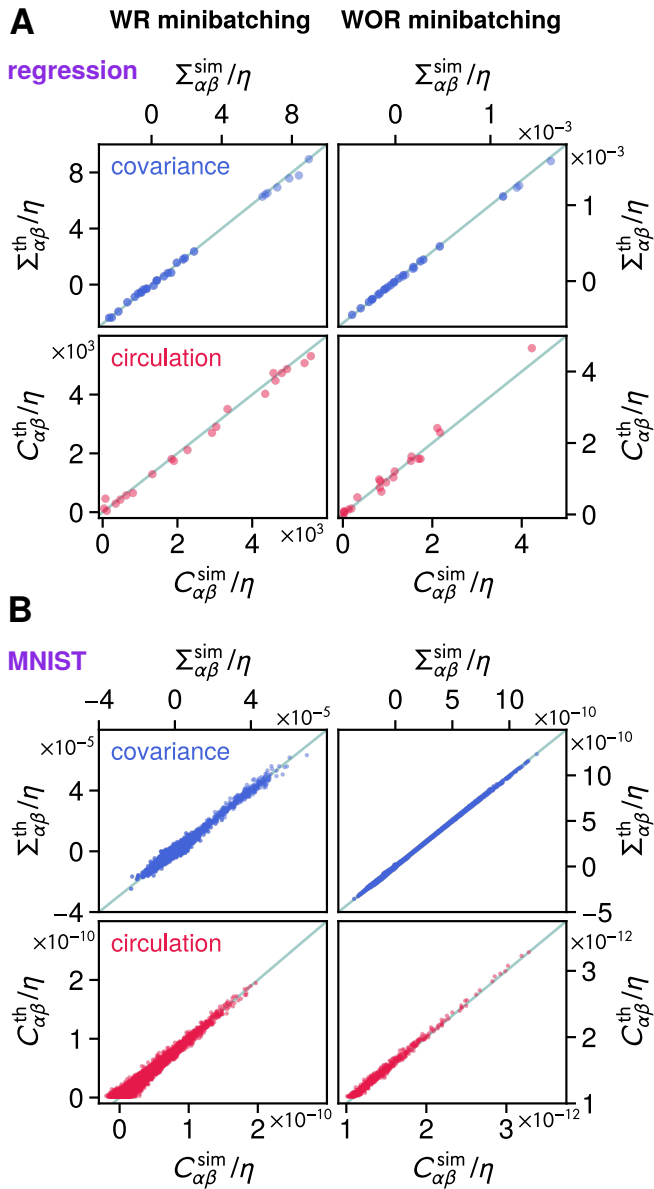 A WR minibatching WOR minibatching
regression
Σ^sim_αβ/η Σ^sim_αβ/η
0 4 8 0 1
×10⁻³
covariance
×10⁻³
8
4
0
Σ^th_αβ/η
1
0
Σ^th_αβ/η
×10³
circulation
4
2
0
C^th_αβ/η
4
2
0
C^th_αβ/η
0 2 4 ×10³ 0 2 4
C^sim_αβ/η C^sim_αβ/η
B
MNIST
Σ^sim_αβ/η Σ^sim_αβ/η
−4 0 4 0 5 10
×10⁻⁵ ×10⁻¹⁰
×10⁻⁵
covariance
×10⁻¹⁰
4
0
−4
Σ^th_αβ/η
10
5
0
−5
Σ^th_αβ/η
×10⁻¹⁰
circulation
×10⁻¹²
2
1
0
C^th_αβ/η
3
2
1
C^th_αβ/η
0 1 2 ×10⁻¹⁰ 1 2 3 ×10⁻¹²
C^sim_αβ/η C^sim_αβ/η